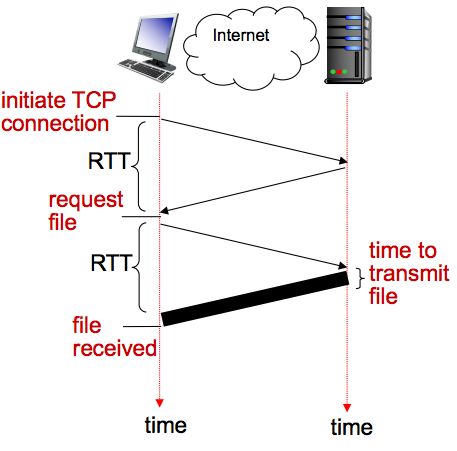 Internet
initiate TCP
connection
RTT
request
file
RTT
time to
transmit
file
file
received
time
time